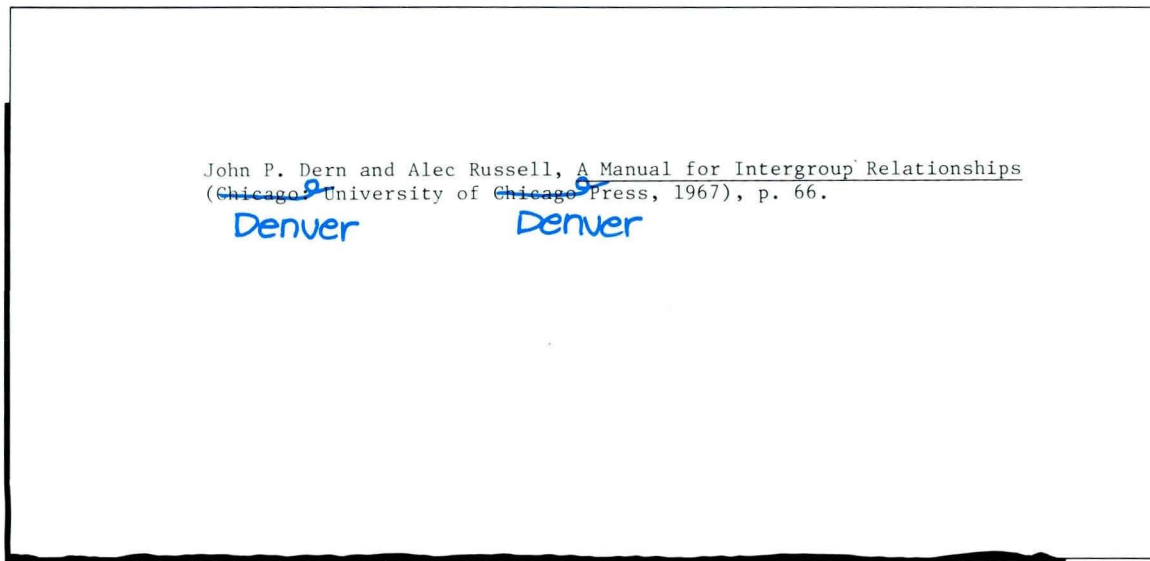 John P. Dern and Alec Russell, A Manual for Intergroup Relationships
(Chicago: University of Chicago Press, 1967), p. 66.
Denver Denver